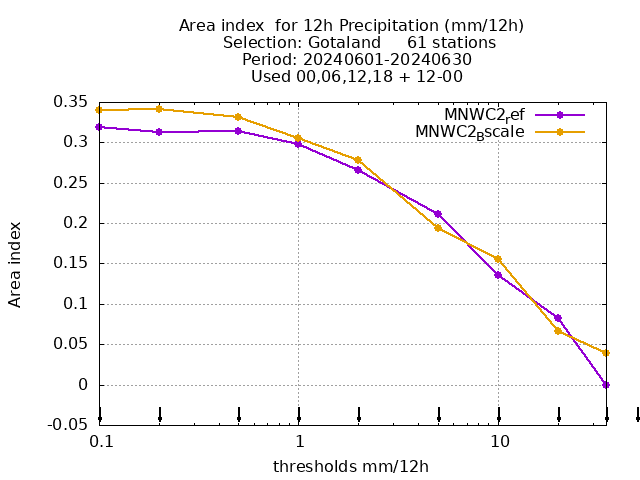 Area index  for 12h Precipitation (mm/12h)
Selection: Gotaland     61 stations
Period: 20240601-20240630
Used 00,06,12,18 + 12-00
MNWC2_ref
MNWC2_Bscale
0.35
0.3
0.25
0.2
0.15
0.1
0.05
0
-0.05
Area index
0.1
1
10
thresholds mm/12h